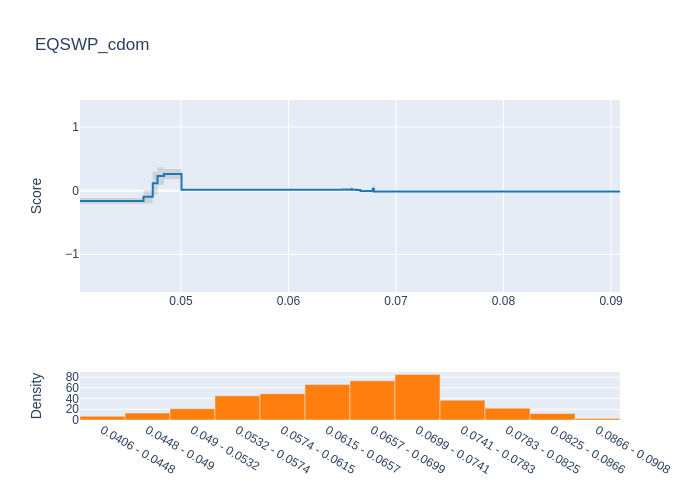 EQSWP_cdom
Score
1
0
−1
0.05
0.06
0.07
0.08
0.09
Density
80
60
40
20
0
0.0406 - 0.0448
0.0448 - 0.049
0.049 - 0.0532
0.0532 - 0.0574
0.0574 - 0.0615
0.0615 - 0.0657
0.0657 - 0.0699
0.0699 - 0.0741
0.0741 - 0.0783
0.0783 - 0.0825
0.0825 - 0.0866
0.0866 - 0.0908